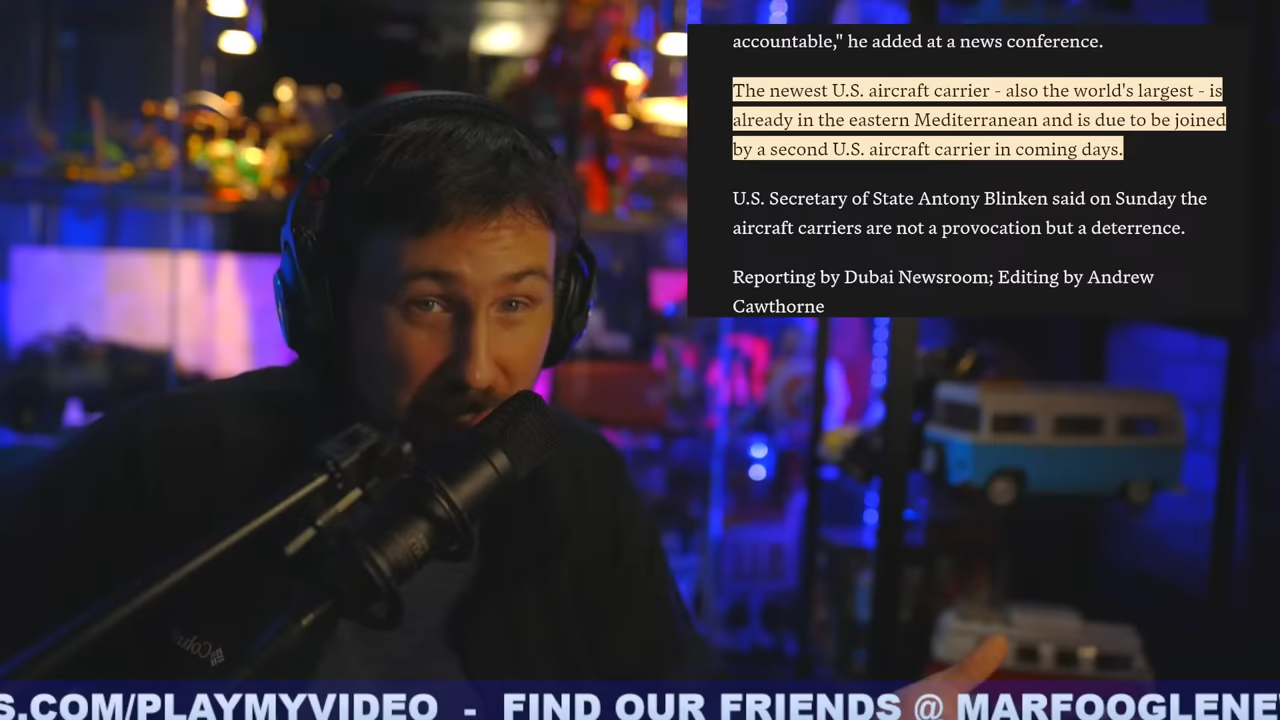 accountable," he added at a news conference.
The newest U.S. aircraft carrier - also the world's largest - is
already in the eastern Mediterranean and is due to be joined
by a second U.S. aircraft carrier in coming days.
U.S. Secretary of State Antony Blinken said on Sunday the
aircraft carriers are not a provocation but a deterrence.
Reporting by Dubai Newsroom; Editing by Andrew
Cawthorne
S.COM/PLAYMYVIDEO - FIND OUR FRIENDS @ MARFOOGLENE